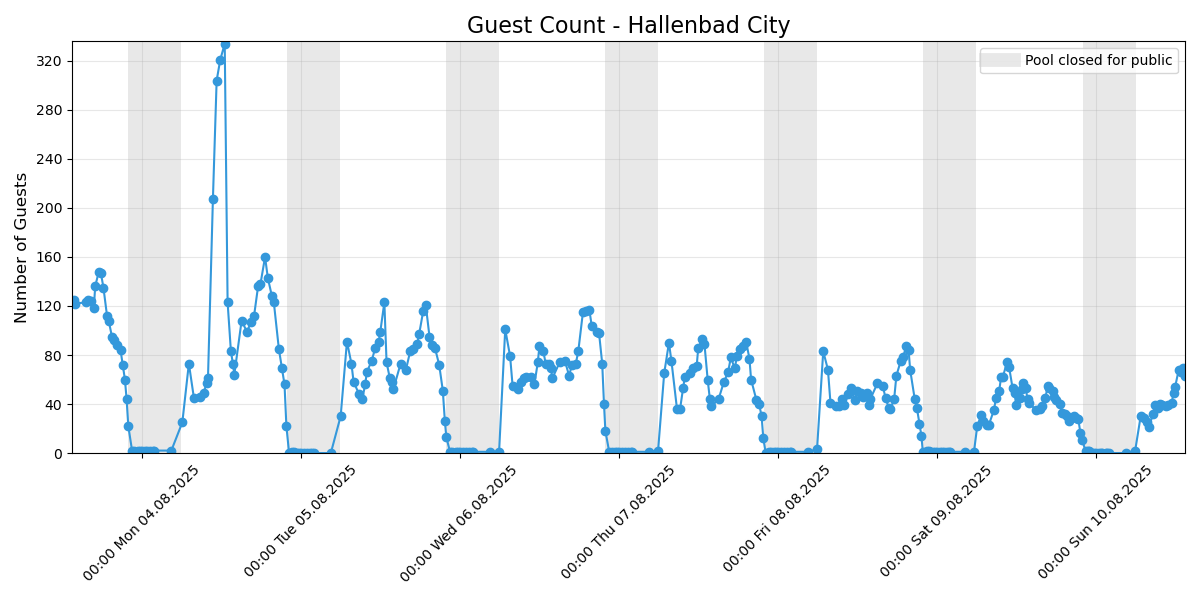 Guest Count - Hallenbad City
Pool closed for public
Number of Guests
320
280
240
200
160
120
80
40
0
00:00 Mon 04.08.2025
00:00 Tue 05.08.2025
00:00 Wed 06.08.2025
00:00 Thu 07.08.2025
00:00 Fri 08.08.2025
00:00 Sat 09.08.2025
00:00 Sun 10.08.2025